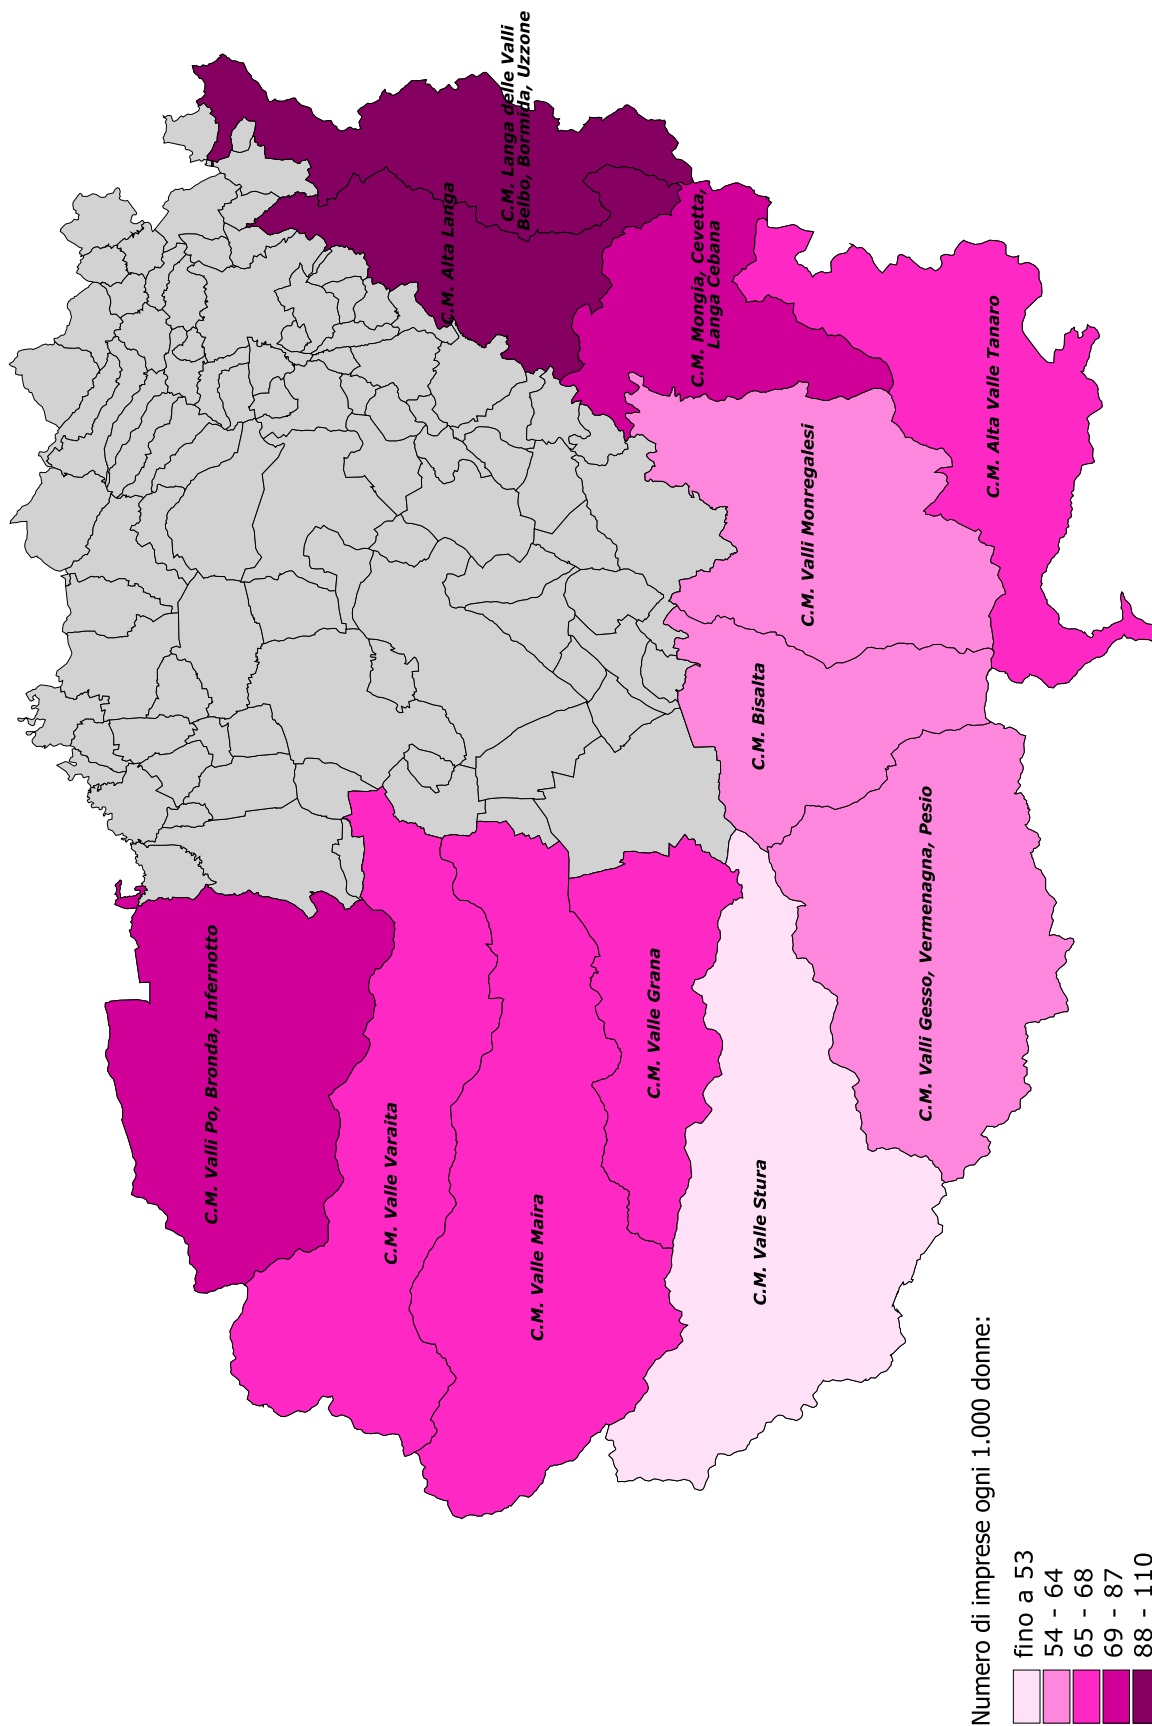 C.M. Valli Po, Bronda, Infernotto
C.M. Valle Varaita
C.M. Valle Maira
C.M. Valle Grana
C.M. Valle Stura
C.M. Valli Gesso, Vermenagna, Pesio
C.M. Bisalta
C.M. Valli Monregalesi
C.M. Alta Valle Tanaro
C.M. Mongia, Cevetta,
Langa Cebana
C.M. Alta Langa
C.M. Langa delle Valli
Belbo, Bormida, Uzzone
Numero di imprese ogni 1.000 donne:
fino a 53
54 - 64
65 - 68
69 - 87
88 - 110